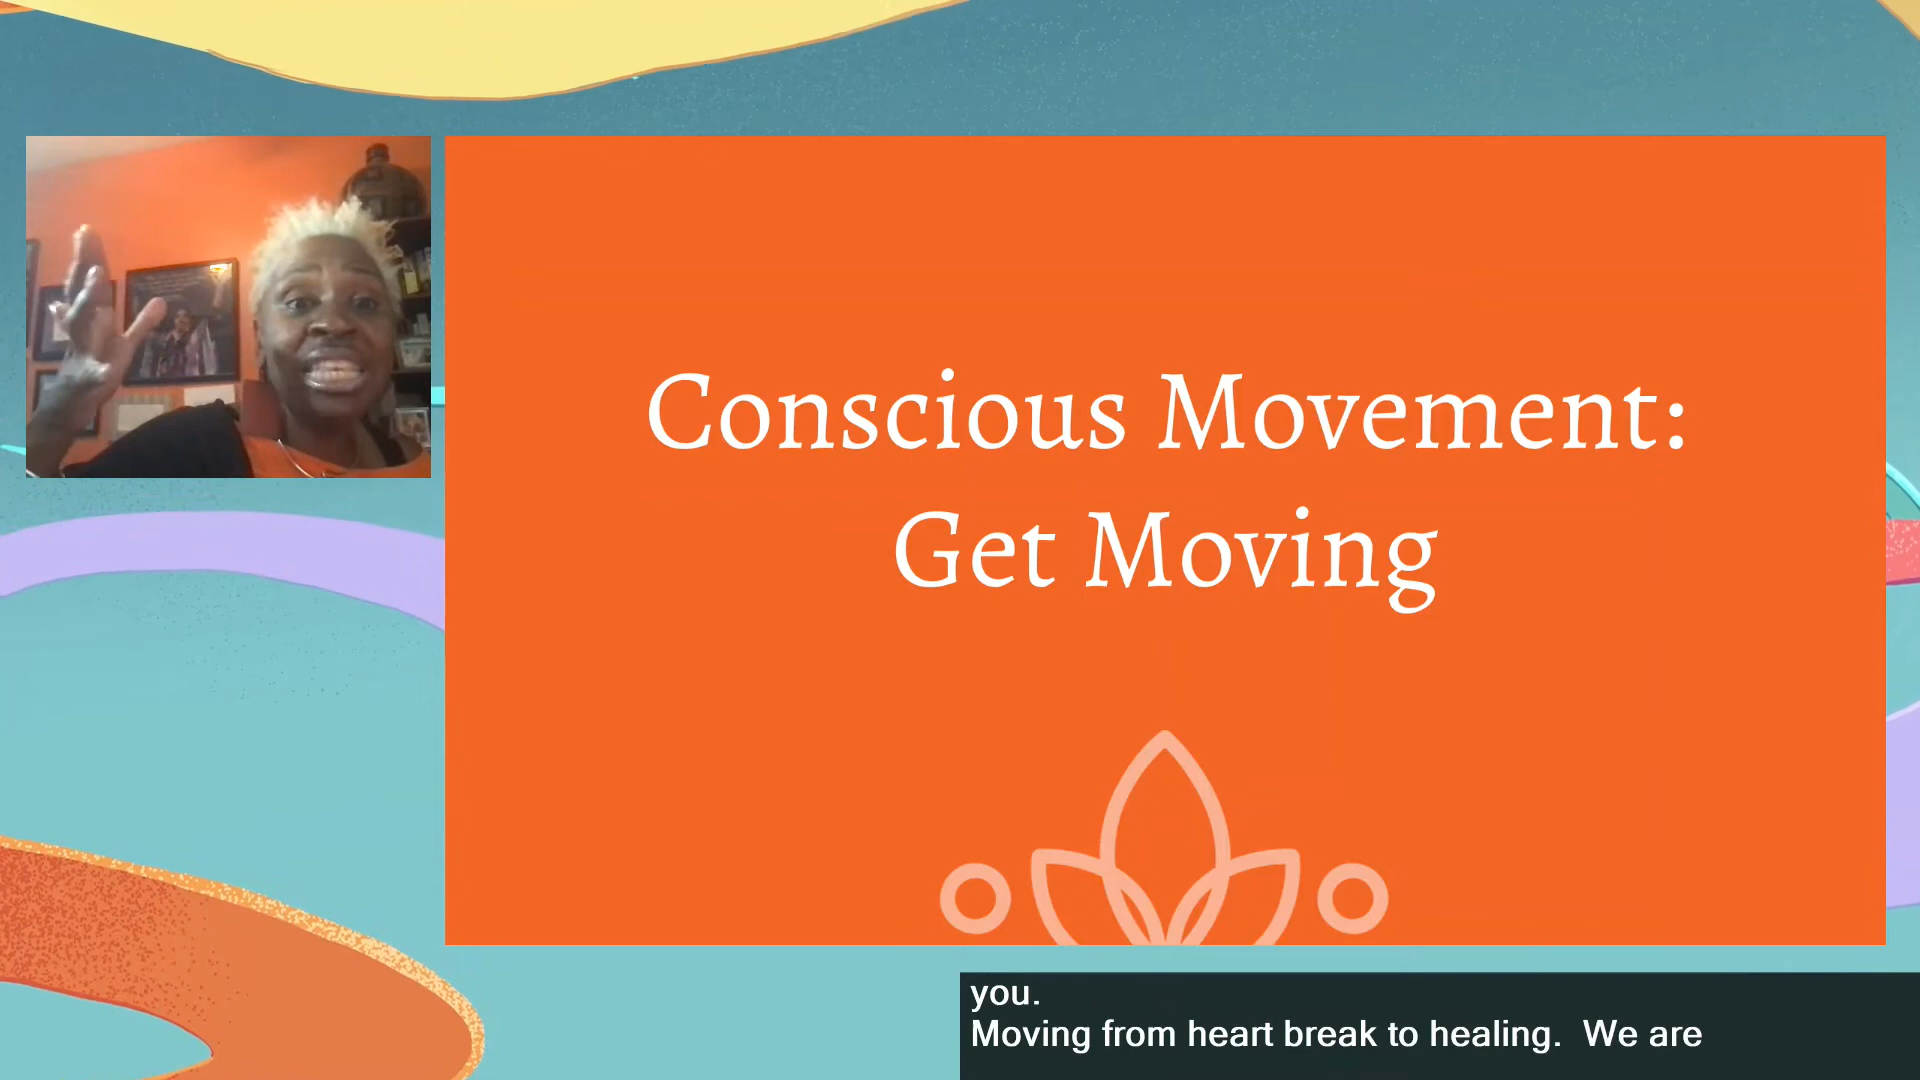 Conscious Movement:
Get Moving
you.
Moving from heart break to healing.  We are